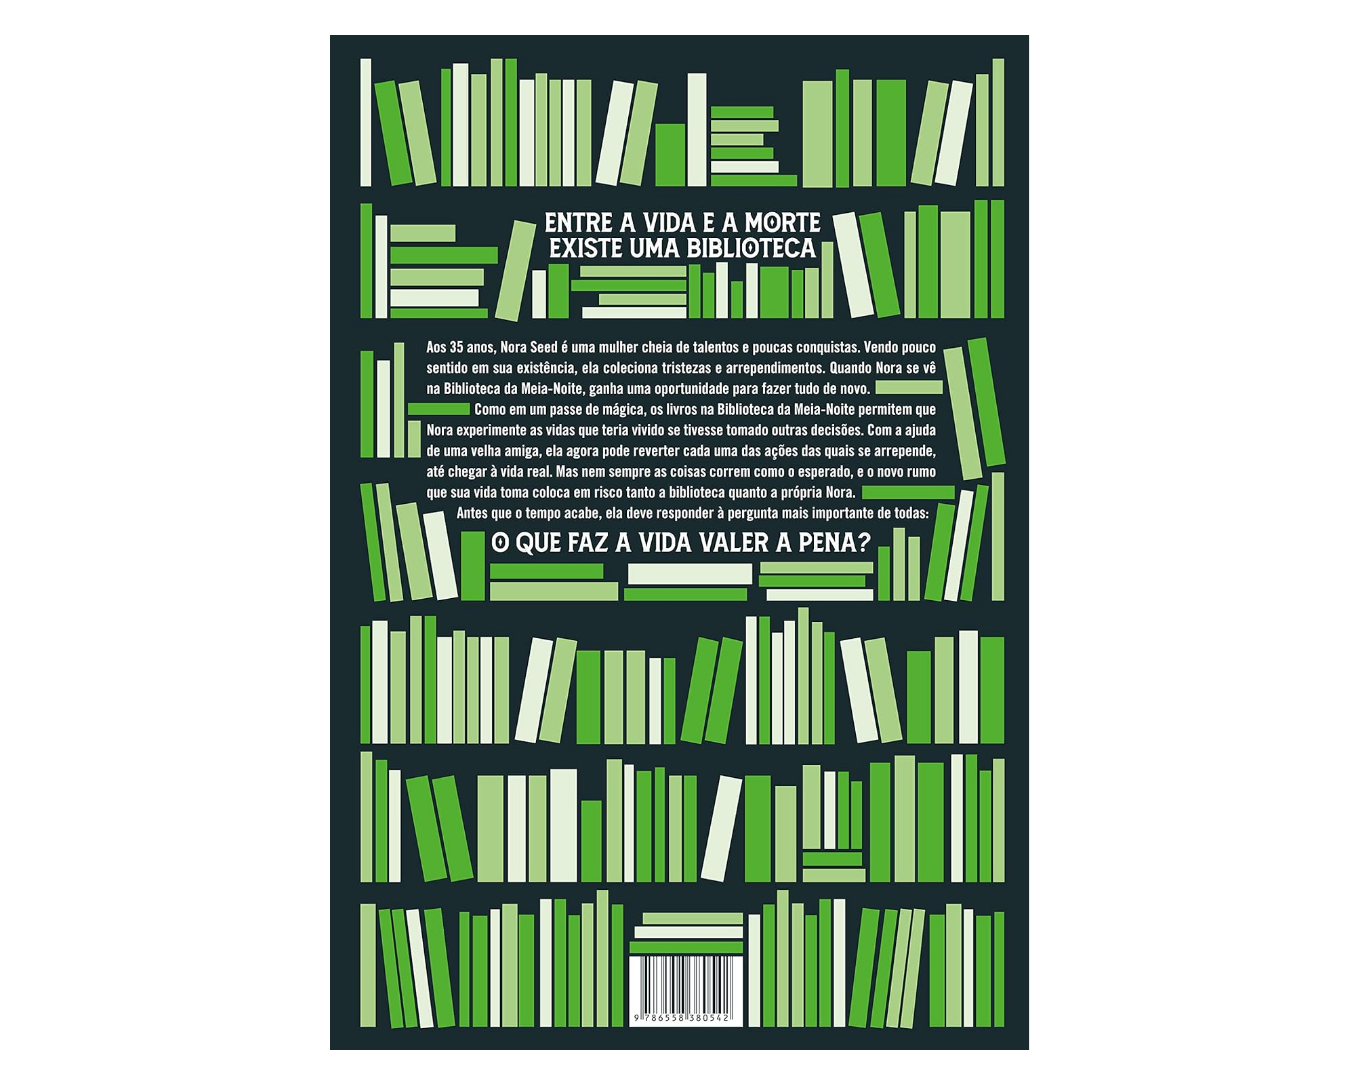 ENTRE A VIDA E A MORTE
EXISTE UMA BIBLIOTECA
Aos 35 anos, Nora Seed é uma mulher cheia de talentos e poucas conquistas. Vendo pouco
sentido em sua existência, ela coleciona tristezas e arrependimentos. Quando Nora se vê
na Biblioteca da Meia-Noite, ganha uma oportunidade para fazer tudo de novo.
Como em um passe de mágica, os livros na Biblioteca da Meia-Noite permitem que
Nora experimente as vidas que teria vivido se tivesse tomado outras decisões. Com a ajuda
de uma velha amiga, ela agora pode reverter cada uma das ações das quais se arrepende,
até chegar à vida real. Mas nem sempre as coisas correm como o esperado, e o novo rumo
que sua vida toma coloca em risco tanto a biblioteca quanto a própria Nora.
Antes que o tempo acabe, ela deve responder à pergunta mais importante de todas:
O QUE FAZ A VIDA VALER A PENA?
9 786558 380542